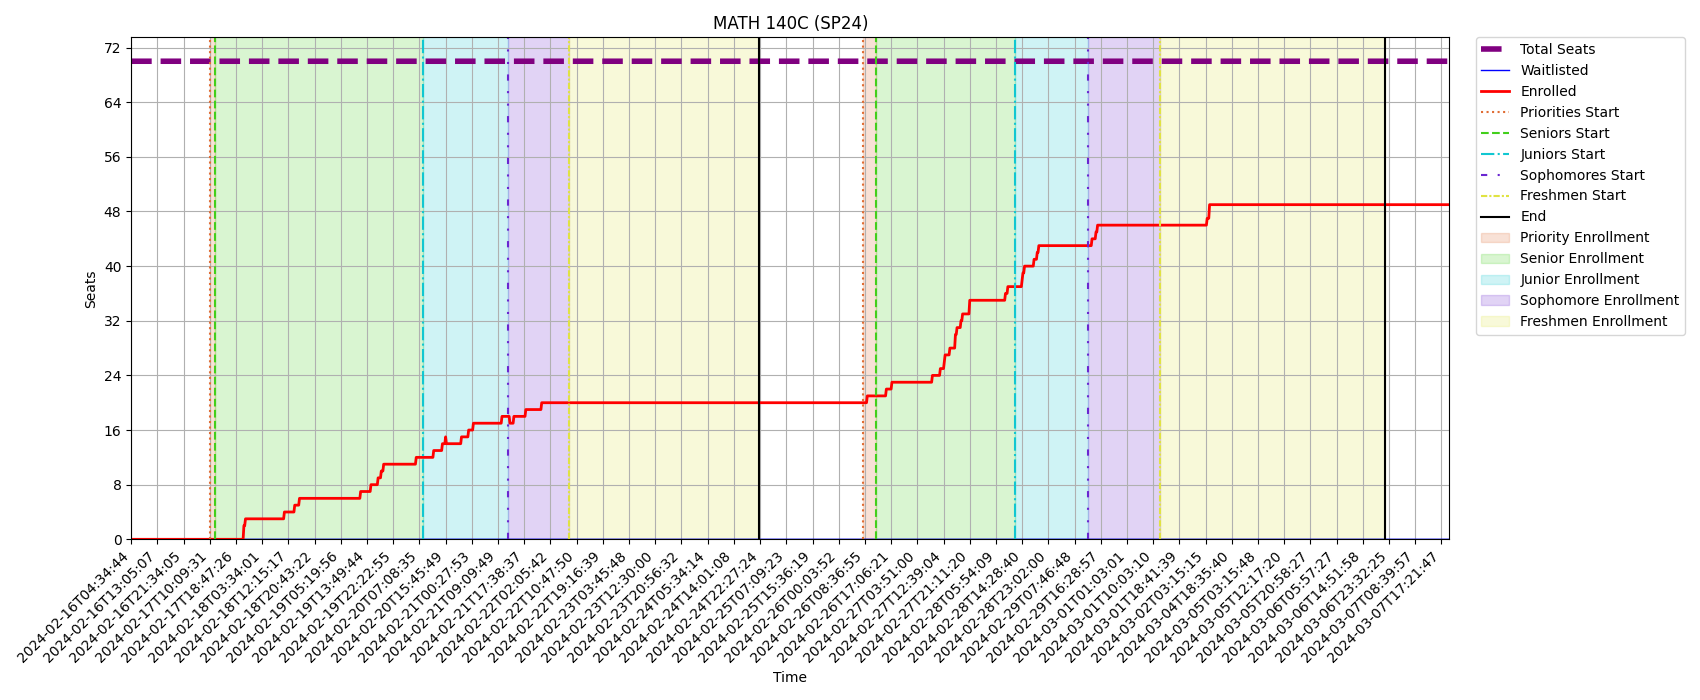 MATH 140C (SP24)
72
64
56
48
40
32
24
16
8
0
Seats
2024-02-16T04:34:44
2024-02-16T13:05:07
2024-02-16T21:34:05
2024-02-17T10:09:31
2024-02-17T18:47:26
2024-02-18T03:34:01
2024-02-18T12:15:17
2024-02-18T20:43:22
2024-02-19T05:19:56
2024-02-19T13:49:44
2024-02-19T22:22:55
2024-02-20T07:08:35
2024-02-20T15:45:49
2024-02-21T00:27:53
2024-02-21T09:09:49
2024-02-21T17:38:37
2024-02-22T02:05:42
2024-02-22T10:47:50
2024-02-22T19:16:39
2024-02-23T03:45:48
2024-02-23T12:30:00
2024-02-23T20:56:32
2024-02-24T05:34:14
2024-02-24T14:01:08
2024-02-24T22:27:24
2024-02-25T07:09:23
2024-02-25T15:36:19
2024-02-26T00:03:52
2024-02-26T08:36:55
2024-02-26T17:06:21
2024-02-27T03:51:00
2024-02-27T12:39:04
2024-02-27T21:11:20
2024-02-28T05:54:09
2024-02-28T14:28:40
2024-02-28T23:02:00
2024-02-29T07:46:48
2024-02-29T16:28:57
2024-03-01T01:03:01
2024-03-01T10:03:10
2024-03-01T18:41:39
2024-03-02T03:15:15
2024-03-04T18:35:40
2024-03-05T03:15:48
2024-03-05T12:17:20
2024-03-05T20:58:27
2024-03-06T05:57:27
2024-03-06T14:51:58
2024-03-06T23:32:25
2024-03-07T08:39:57
2024-03-07T17:21:47
Time
Total Seats
Waitlisted
Enrolled
Priorities Start
Seniors Start
Juniors Start
Sophomores Start
Freshmen Start
End
Priority Enrollment
Senior Enrollment
Junior Enrollment
Sophomore Enrollment
Freshmen Enrollment